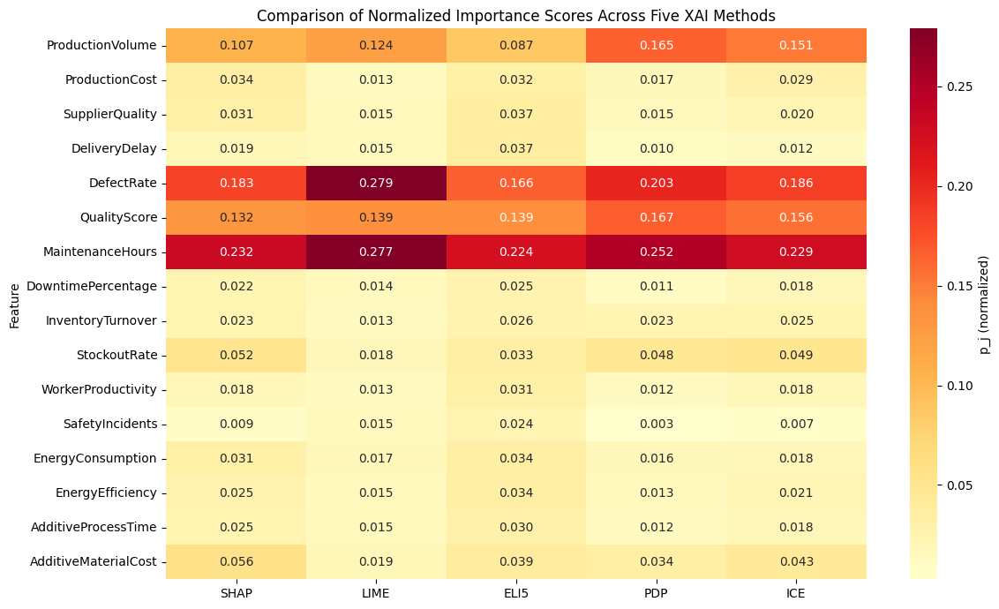 Comparison of Normalized Importance Scores Across Five XAI Methods
Feature
ProductionVolume 0.107 0.124 0.087 0.165 0.151
ProductionCost 0.034 0.013 0.032 0.017 0.029
SupplierQuality 0.031 0.015 0.037 0.015 0.020
DeliveryDelay 0.019 0.015 0.037 0.010 0.012
DefectRate 0.183 0.279 0.166 0.203 0.186
QualityScore 0.132 0.139 0.139 0.167 0.156
MaintenanceHours 0.232 0.277 0.224 0.252 0.229
DowntimePercentage 0.022 0.014 0.025 0.011 0.018
InventoryTurnover 0.023 0.013 0.026 0.023 0.025
StockoutRate 0.052 0.018 0.033 0.048 0.049
WorkerProductivity 0.018 0.013 0.031 0.012 0.018
SafetyIncidents 0.009 0.015 0.024 0.003 0.007
EnergyConsumption 0.031 0.017 0.034 0.016 0.018
EnergyEfficiency 0.025 0.015 0.034 0.013 0.021
AdditiveProcessTime 0.025 0.015 0.030 0.012 0.018
AdditiveMaterialCost 0.056 0.019 0.039 0.034 0.043
SHAP LIME ELI5 PDP ICE
0.25
0.20
0.15
0.10
0.05
p_j (normalized)